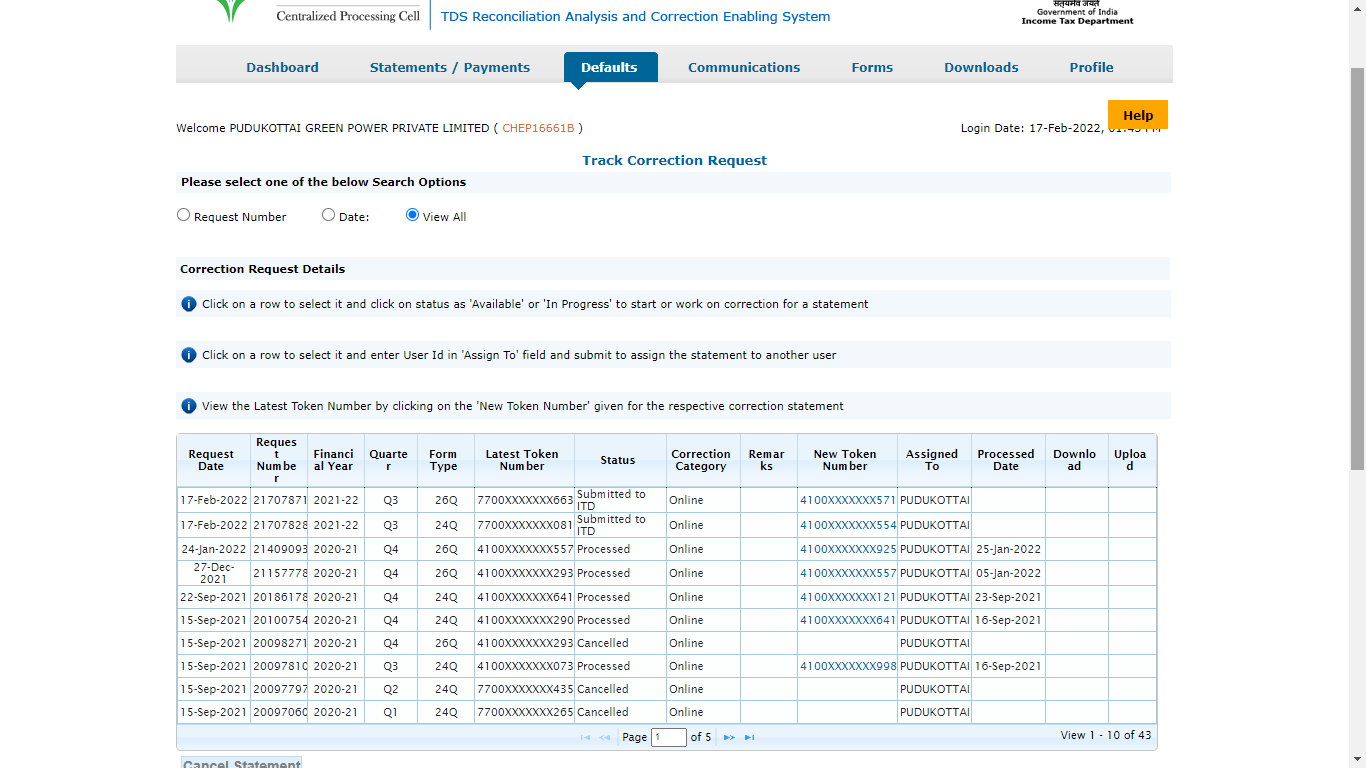 सत्यमेव जयते
Centralized Processing Cell
TDS Reconciliation Analysis and Correction Enabling System
Government of India
Income Tax Department
Dashboard Statements / Payments Defaults Communications Forms Downloads Profile
Help
Welcome PUDUKOTTAI GREEN POWER PRIVATE LIMITED ( CHEP16661B ) Login Date: 17-Feb-2022,
Track Correction Request
Please select one of the below Search Options
Request Number Date: View All
Correction Request Details
Click on a row to select it and click on status as 'Available' or 'In Progress' to start or work on correction for a statement
Click on a row to select it and enter User Id in 'Assign To' field and submit to assign the statement to another user
View the Latest Token Number by clicking on the 'New Token Number' given for the respective correction statement
Request Date Request Number Financial Year Quarter Form Type Latest Token Number Status Correction Category Remarks New Token Number Assigned To Processed Date Download Upload
17-Feb-2022 21707871 2021-22 Q3 26Q 7700XXXXXXX663 Submitted to ITD Online 4100XXXXXXX571 PUDUKOTTAI
17-Feb-2022 21707828 2021-22 Q3 24Q 7700XXXXXXX081 Submitted to ITD Online 4100XXXXXXX554 PUDUKOTTAI
24-Jan-2022 21409093 2020-21 Q4 26Q 4100XXXXXXX557 Processed Online 4100XXXXXXX925 PUDUKOTTAI 25-Jan-2022
27-Dec-2021 21157778 2020-21 Q4 26Q 4100XXXXXXX293 Processed Online 4100XXXXXXX557 PUDUKOTTAI 05-Jan-2022
22-Sep-2021 20186178 2020-21 Q4 24Q 4100XXXXXXX641 Processed Online 4100XXXXXXX121 PUDUKOTTAI 23-Sep-2021
15-Sep-2021 20100754 2020-21 Q4 24Q 4100XXXXXXX290 Processed Online 4100XXXXXXX641 PUDUKOTTAI 16-Sep-2021
15-Sep-2021 20098271 2020-21 Q4 26Q 4100XXXXXXX293 Cancelled Online PUDUKOTTAI
15-Sep-2021 2009781 2020-21 Q3 24Q 4100XXXXXXX073 Processed Online 4100XXXXXXX998 PUDUKOTTAI 16-Sep-2021
15-Sep-2021 20097797 2020-21 Q2 24Q 7700XXXXXXX435 Cancelled Online PUDUKOTTAI
15-Sep-2021 2009706 2020-21 Q1 24Q 7700XXXXXXX265 Cancelled Online PUDUKOTTAI
Page 1 of 5 View 1 - 10 of 43
Cancel Statement